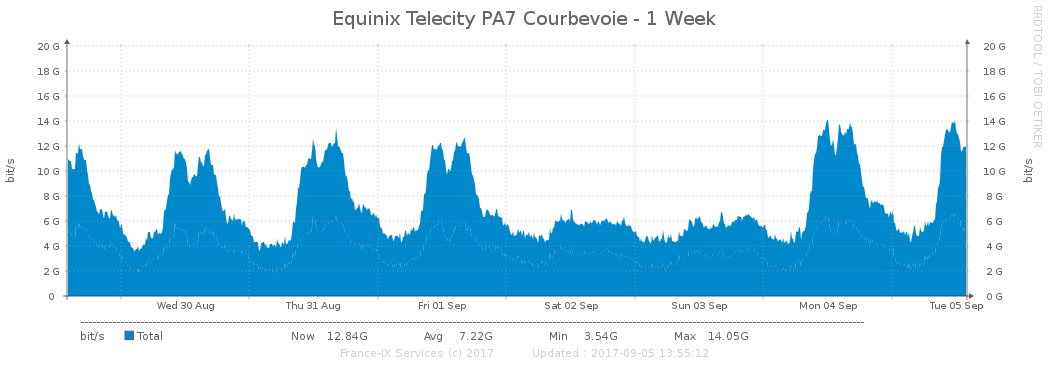 Equinix Telecity PA7 Courbevoie - 1 Week
RRDTOOL / TOBI OETIKER
bit/s
20 G 20 G
18 G 18 G
16 G 16 G
14 G 14 G
12 G 12 G
10 G 10 G
8 G 8 G
6 G 6 G
4 G 4 G
2 G 2 G
0 0 G
bit/s
Wed 30 Aug Thu 31 Aug Fri 01 Sep Sat 02 Sep Sun 03 Sep Mon 04 Sep Tue 05 Sep
bit/s Total Now 12.84G Avg 7.22G Min 3.54G Max 14.05G
France-IX Services (c) 2017 Updated : 2017-09-05 13:55:12